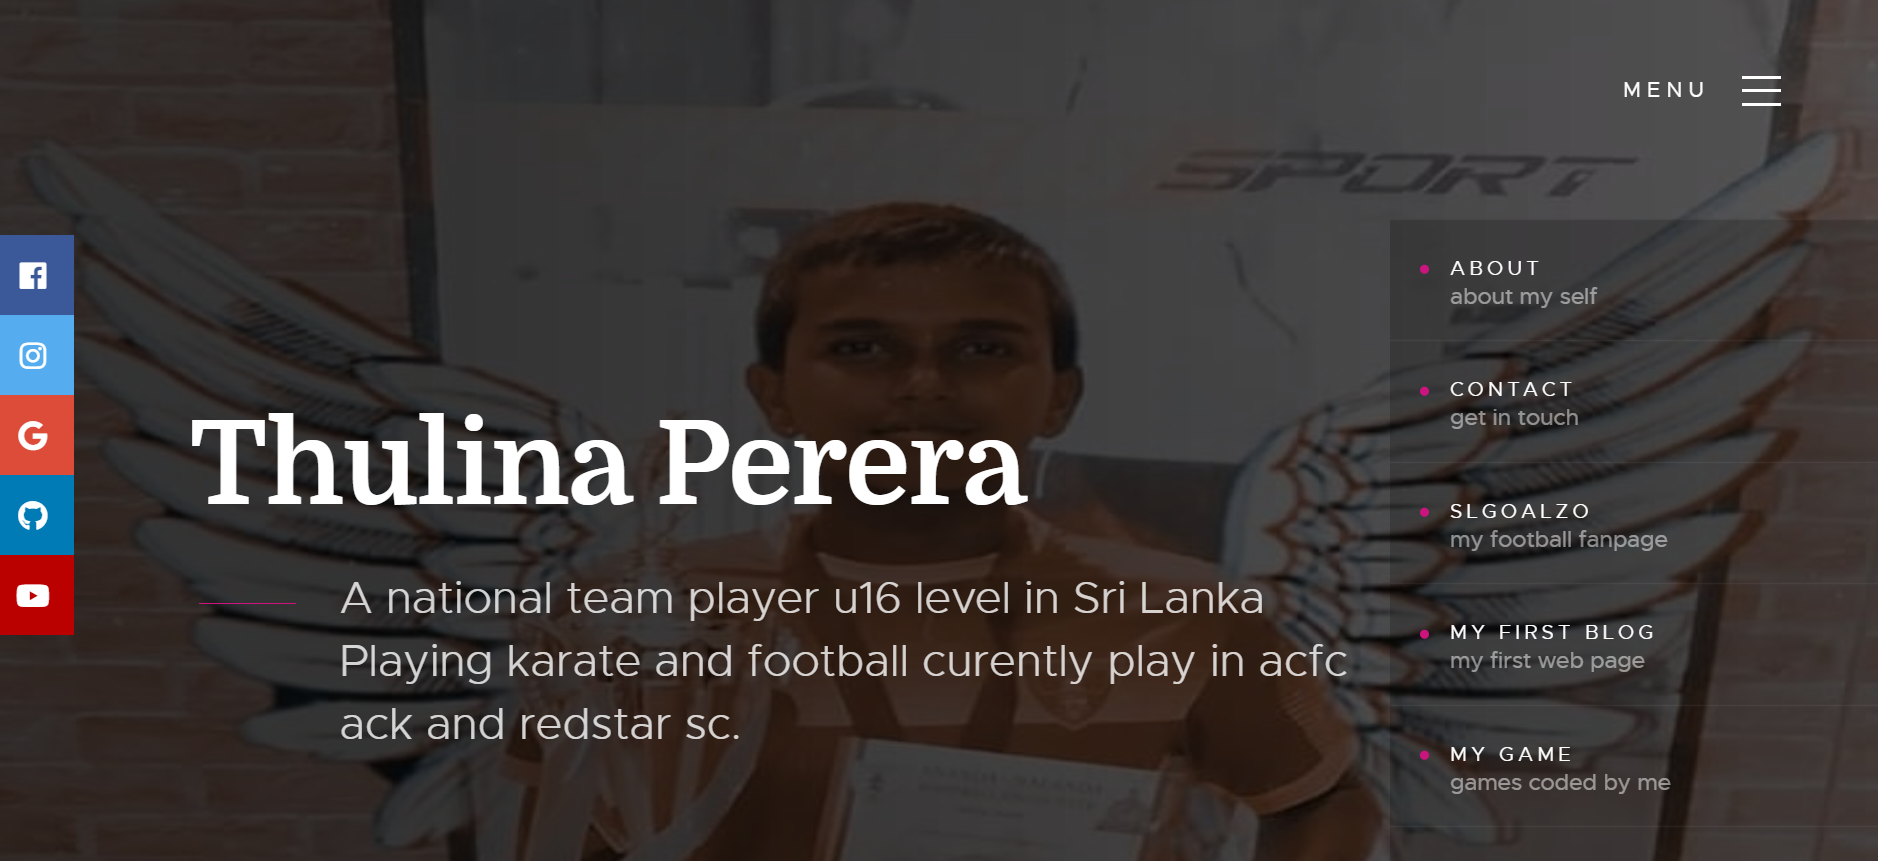 MENU
SPORT
ABOUT
about my self
CONTACT
get in touch
Thulina Perera
SLGOALZO
my football fanpage
A national team player u16 level in Sri Lanka
Playing karate and football curently play in acfc
ack and redstar sc.
MY FIRST BLOG
my first web page
MY GAME
games coded by me